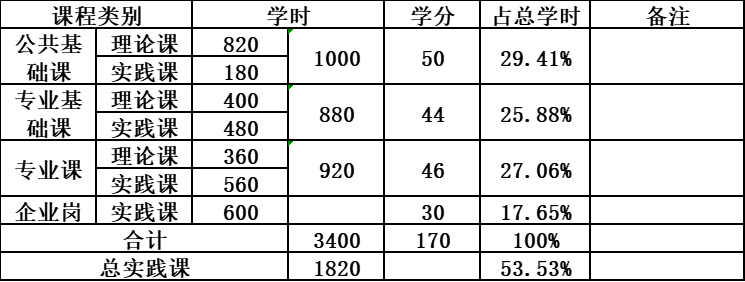 课程类别 学时 学分 占总学时 备注
公共基础课 理论课 820 1000 50 29.41%
实践课 180
专业基础课 理论课 400 880 44 25.88%
实践课 480
专业课 理论课 360 920 46 27.06%
实践课 560
企业岗 实践课 600 30 17.65%
合计 3400 170 100%
总实践课 1820 53.53%